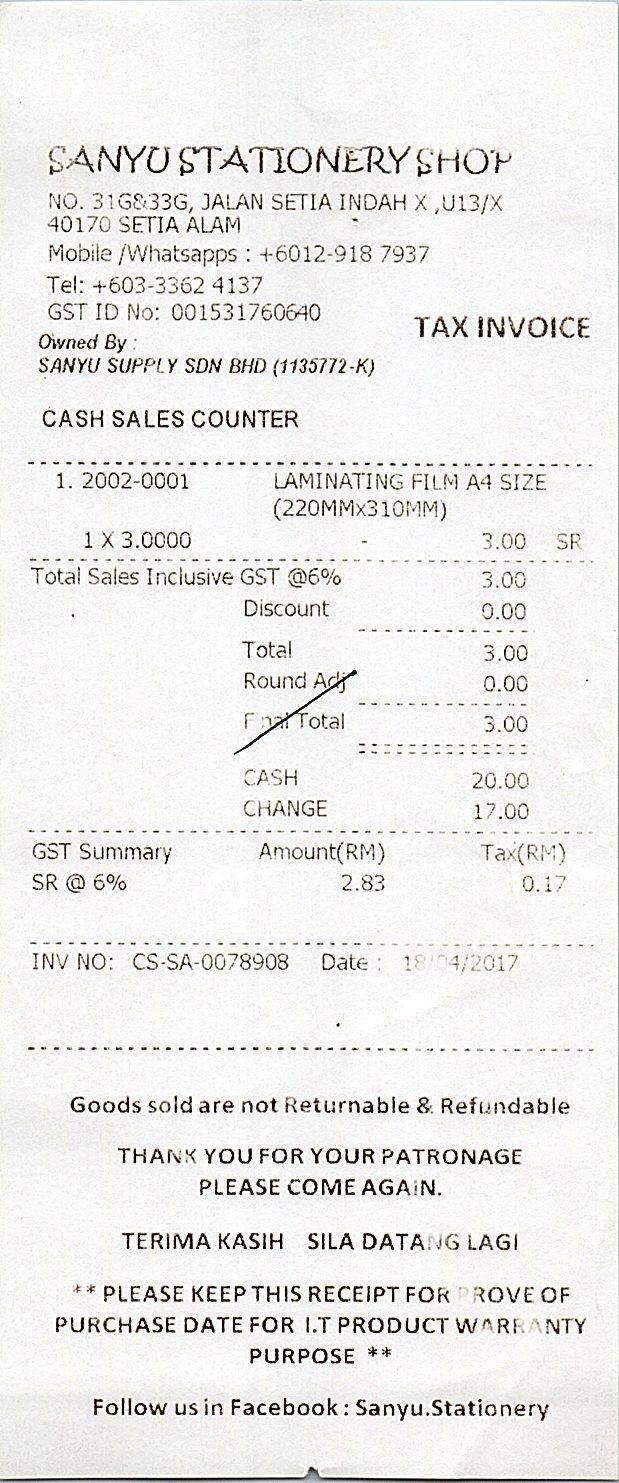 SANYU STATIONERY SHOP
NO. 31G&33G, JALAN SETIA INDAH X ,U13/X
40170 SETIA ALAM
Mobile /Whatsapps : +6012-918 7937
Tel: +603-3362 4137
GST ID No: 001531760640
TAX INVOICE
Owned By :
SANYU SUPPLY SDN BHD (1135772-K)
CASH SALES COUNTER
1. 2002-0001 LAMINATING FILM A4 SIZE
(220MMx310MM)
1 X 3.0000 - 3.00 SR
Total Sales Inclusive GST @6% 3.00
Discount 0.00
Total 3.00
Round Adj 0.00
Final Total 3.00
CASH 20.00
CHANGE 17.00
GST Summary Amount(RM) Tax(RM)
SR @ 6% 2.83 0.17
INV NO: CS-SA-0078908 Date : 18/04/2017
Goods sold are not Returnable & Refundable
THANK YOU FOR YOUR PATRONAGE
PLEASE COME AGAIN.
TERIMA KASIH SILA DATANG LAGI
** PLEASE KEEP THIS RECEIPT FOR PROVE OF
PURCHASE DATE FOR I.T PRODUCT WARRANTY
PURPOSE **
Follow us in Facebook : Sanyu.Stationery